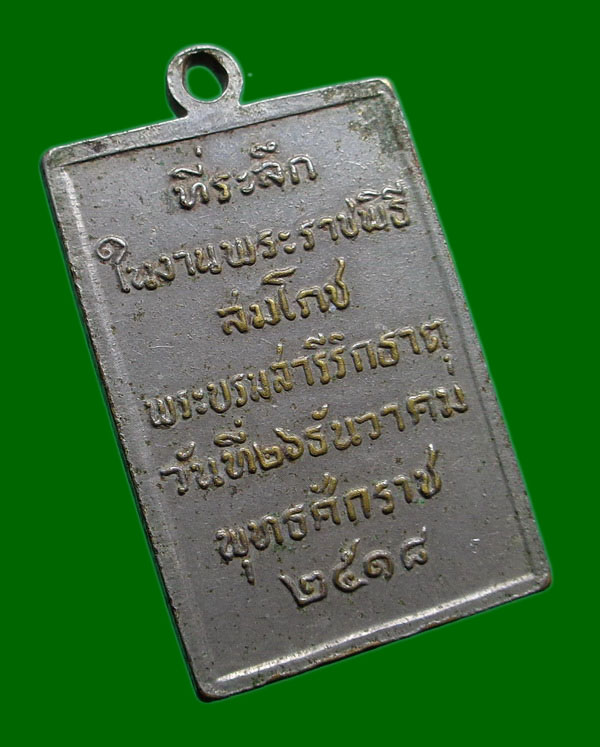 ที่ระลึก
ในงานพระราชพิธี
สมโภช
พระบรมสารีริกธาตุ
วันที่๒๖ธันวาคม
พุทธศักราช
๒๕๑๘